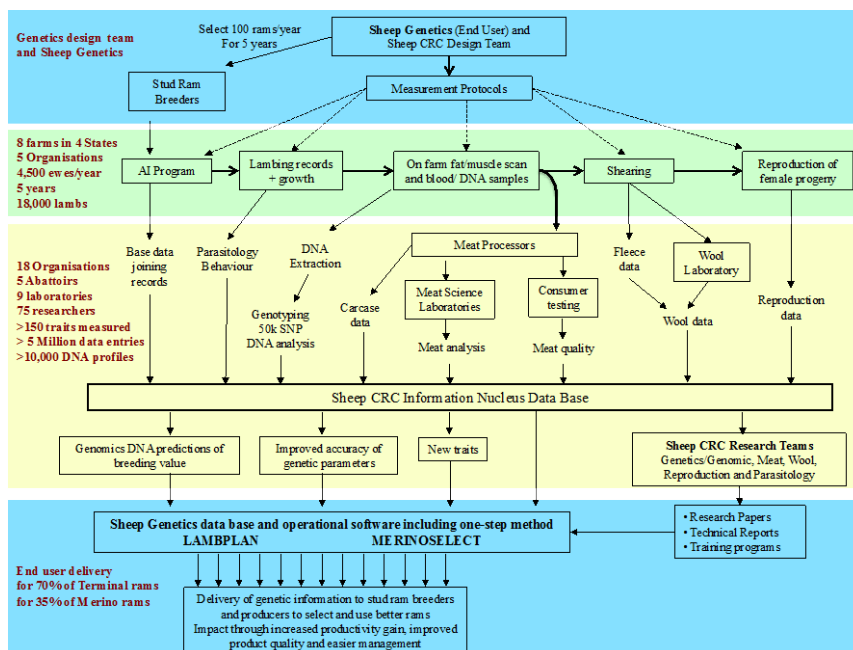 Genetics design team
and Sheep Genetics
Select 100 rams/year
For 5 years
Sheep Genetics (End User) and
Sheep CRC Design Team
Stud Ram
Breeders
Measurement Protocols
8 farms in 4 States
5 Organisations
4,500 ewes/year
5 years
18,000 lambs
AI Program
Lambing records
+ growth
On farm fat/muscle scan
and blood/ DNA samples
Shearing
Reproduction of
female progeny
18 Organisations
5 Abattoirs
9 laboratories
75 researchers
>150 traits measured
> 5 Million data entries
>10,000 DNA profiles
Base data
joining
records
Parasitology
Behaviour
DNA
Extraction
Genotyping
50k SNP
DNA analysis
Meat Processors
Carcase
data
Meat Science
Laboratories
Meat analysis
Consumer
testing
Meat quality
Fleece
data
Wool
Laboratory
Wool data
Reproduction
data
Sheep CRC Information Nucleus Data Base
Genomics DNA predictions of
breeding value
Improved accuracy of
genetic parameters
New traits
Sheep CRC Research Teams
Genetics/Genomic, Meat, Wool,
Reproduction and Parasitology
Sheep Genetics data base and operational software including one-step method
LAMBPLAN MERINOSELECT
• Research Papers
• Technical Reports
• Training programs
End user delivery
for 70% of Terminal rams
for 35% of Merino rams
Delivery of genetic information to stud ram breeders
and producers to select and use better rams
Impact through increased productivity gain, improved
product quality and easier management